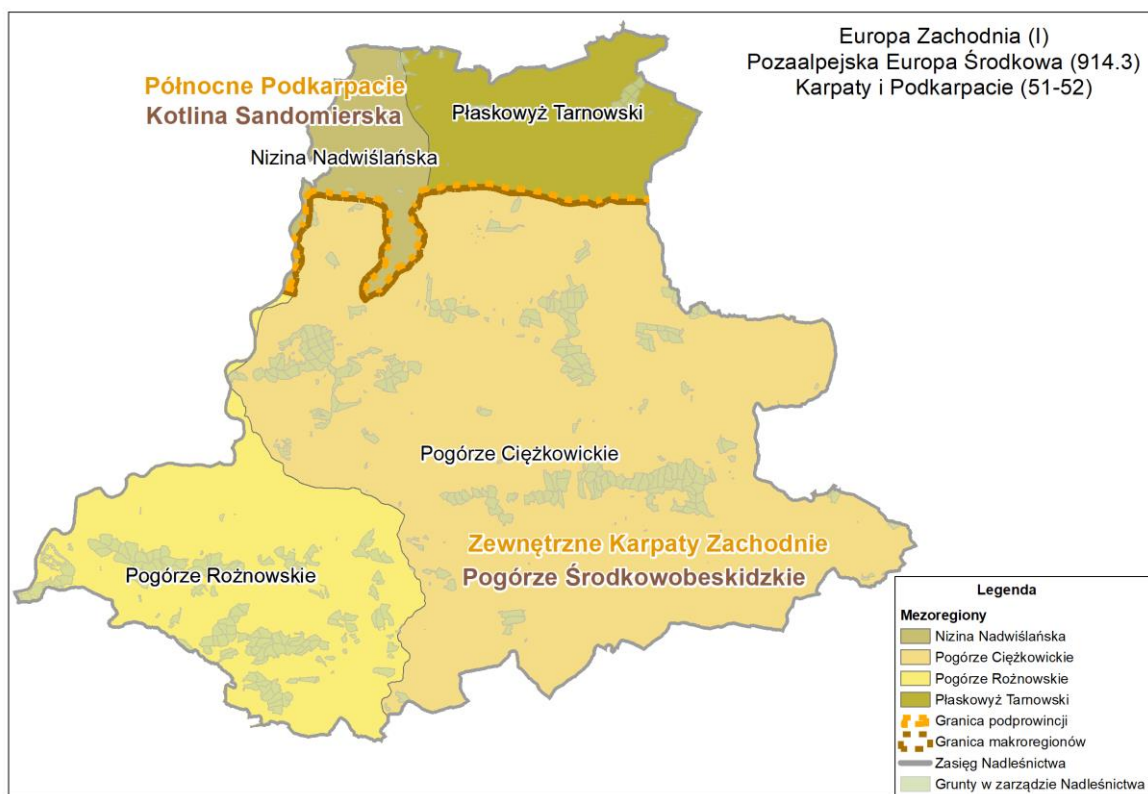 Europa Zachodnia (I)
Pozaalpejska Europa Środkowa (914.3)
Karpaty i Podkarpacie (51-52)
Północne Podkarpacie
Kotlina Sandomierska
Płaskowyż Tarnowski
Nizina Nadwiślańska
Pogórze Ciężkowickie
Zewnętrzne Karpaty Zachodnie
Pogórze Środkowobeskidzkie
Pogórze Rożnowskie
Legenda
Mezoregiony
Nizina Nadwiślańska
Pogórze Ciężkowickie
Pogórze Rożnowskie
Płaskowyż Tarnowski
Granica podprowincji
Granica makroregionów
Zasięg Nadleśnictwa
Grunty w zarządzie Nadleśnictwa